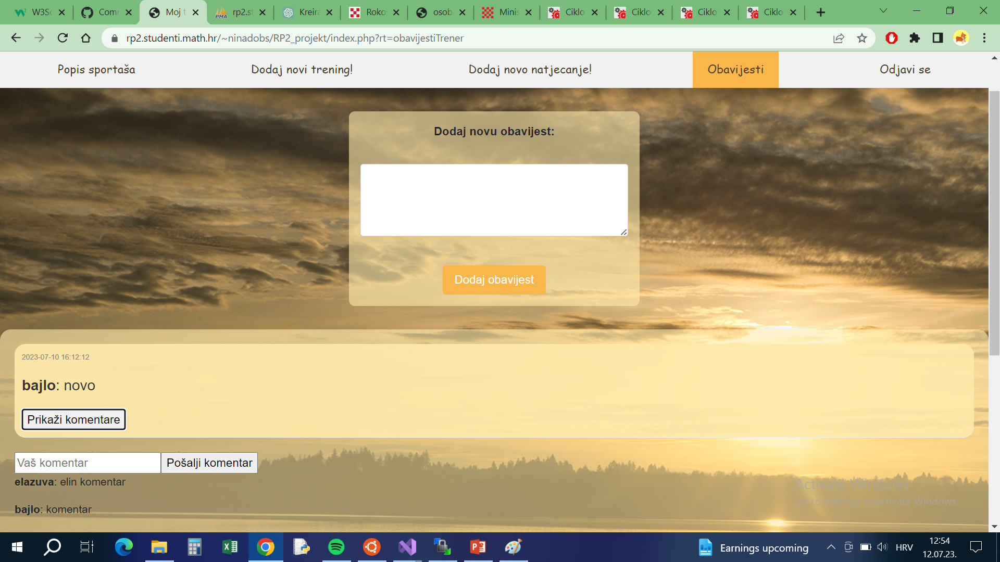 W3Sc
Comm
Moj t
rp2.st
Kreira
Roko
osob
Minis
Ciklo
Ciklo
Ciklo
Ciklo
rp2.studenti.math.hr/~ninadobs/RP2_projekt/index.php?rt=obavijestiTrener
Popis sportaša
Dodaj novi trening!
Dodaj novo natjecanje!
Obavijesti
Odjavi se
Dodaj novu obavijest:
Dodaj obavijest
2023-07-10 16:12:12
bajlo: novo
Prikaži komentare
Vaš komentar
Pošalji komentar
elazuva: elin komentar
bajlo: komentar
Activate Windows
Go to Settings to activate Windows.
Earnings upcoming
HRV
12:54
12.07.23.